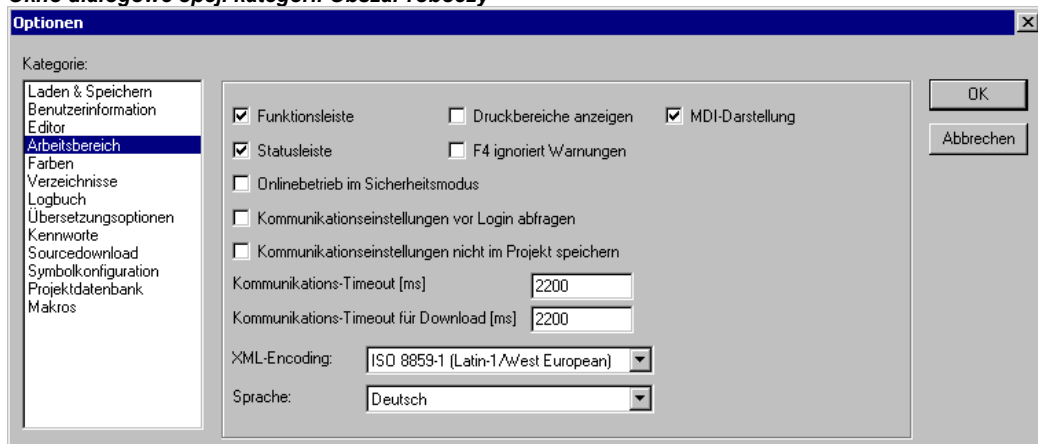 Okno dialogowe opcji kategorii Obszar roboczy
Optionen
Kategorie:
Laden & Speichern
Benutzerinformation
Editor
Arbeitsbereich
Farben
Verzeichnisse
Logbuch
Übersetzungsoptionen
Kennworte
Sourcedownload
Symbolkonfiguration
Projektdatenbank
Makros
Funktionsleiste Druckbereiche anzeigen MDI-Darstellung
Statusleiste F4 ignoriert Warnungen
Onlinebetrieb im Sicherheitsmodus
Kommunikationseinstellungen vor Login abfragen
Kommunikationseinstellungen nicht im Projekt speichern
Kommunikations-Timeout [ms] 2200
Kommunikations-Timeout für Download [ms] 2200
XML-Encoding: ISO 8859-1 (Latin-1/West European)
Sprache: Deutsch
OK
Abbrechen